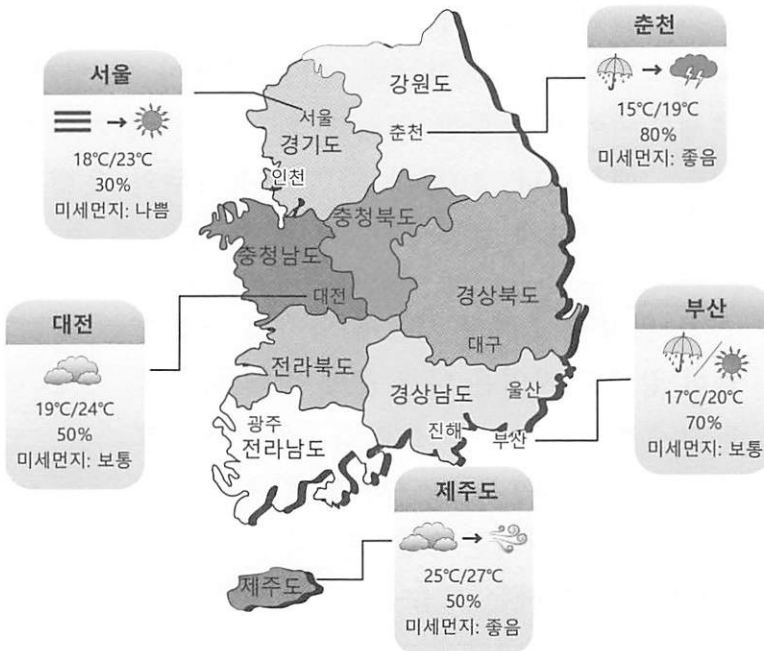 서울
18℃/23℃
30%
미세먼지: 나쁨
춘천
15℃/19℃
80%
미세먼지: 좋음
강원도
서울
경기도
춘천
인천
충청북도
충청남도
대전
경상북도
대구
대전
19℃/24℃
50%
미세먼지: 보통
부산
17℃/20℃
70%
미세먼지: 보통
전라북도
경상남도
울산
광주
전라남도
진해
부산
제주도
25℃/27℃
50%
미세먼지: 좋음
제주도